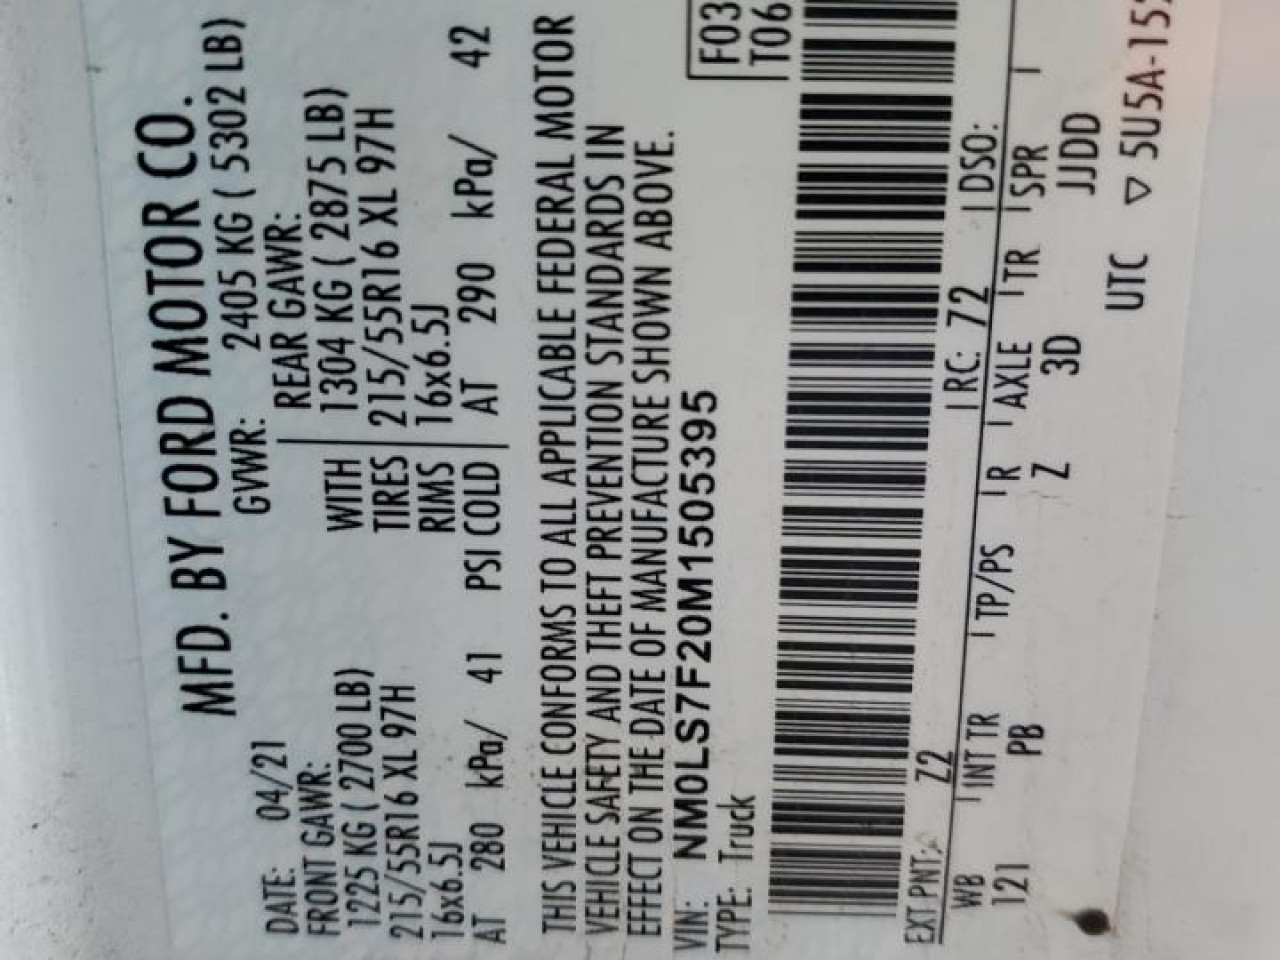 MFD. BY FORD MOTOR CO.
DATE: 04/21 GVWR: 2405 KG ( 5302 LB)
FRONT GAWR: REAR GAWR:
1225 KG ( 2700 LB) WITH 1304 KG ( 2875 LB)
215/55R16 XL 97H TIRES 215/55R16 XL 97H
16x6.5J RIMS 16x6.5J
AT 280 kPa/ 41 PSI COLD AT 290 kPa/ 42
THIS VEHICLE CONFORMS TO ALL APPLICABLE FEDERAL MOTOR
VEHICLE SAFETY AND THEFT PREVENTION STANDARDS IN
EFFECT ON THE DATE OF MANUFACTURE SHOWN ABOVE.
VIN: NM0LS7F20M1505395
TYPE: Truck
F03
T06
EXT PNT: Z2 RC: 72 DSO:
WB INT TR TP/PS R AXLE TR SPR
121 PB Z 3D JJDD
UTC ▽ 5U5A-152